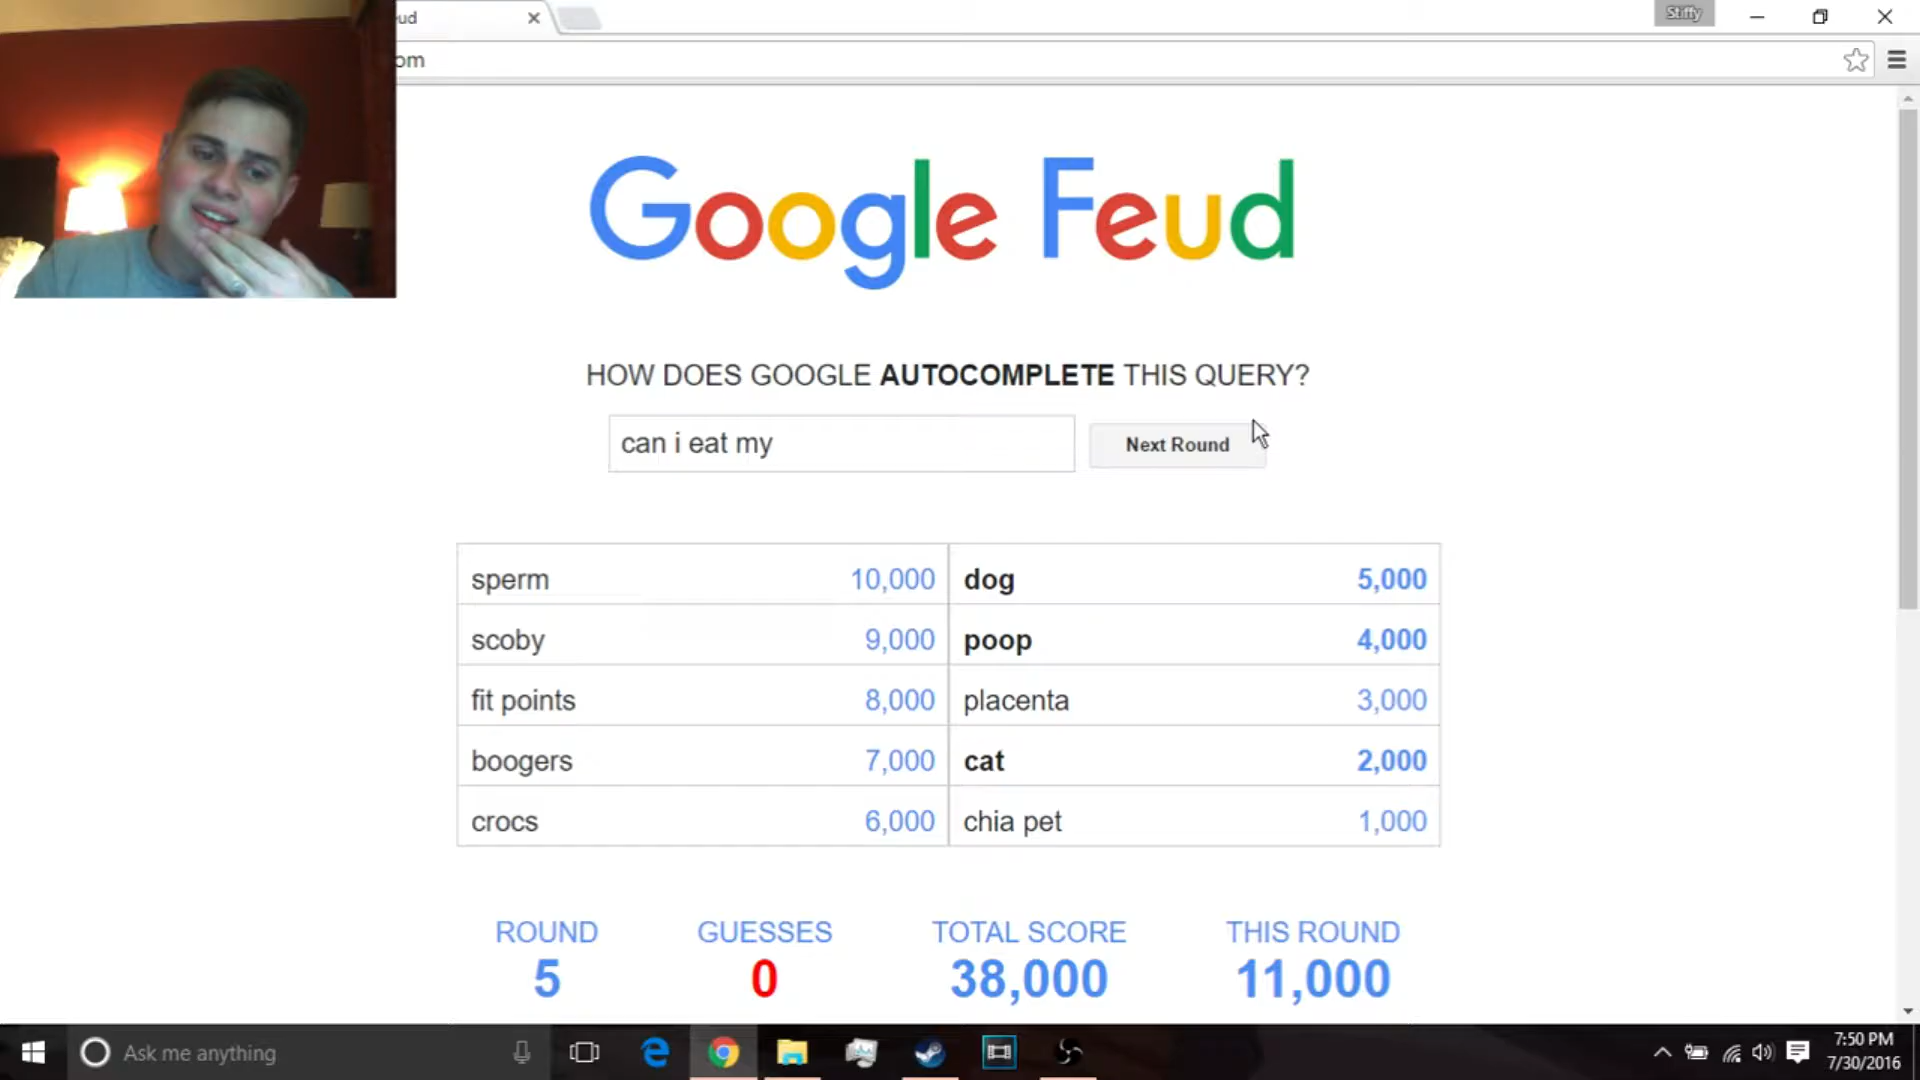 ud
Stiffy
om
Google Feud
HOW DOES GOOGLE AUTOCOMPLETE THIS QUERY?
can i eat my
Next Round
sperm 10,000 dog 5,000
scoby 9,000 poop 4,000
fit points 8,000 placenta 3,000
boogers 7,000 cat 2,000
crocs 6,000 chia pet 1,000
ROUND GUESSES TOTAL SCORE THIS ROUND
5 0 38,000 11,000
Ask me anything
7:50 PM
7/30/2016